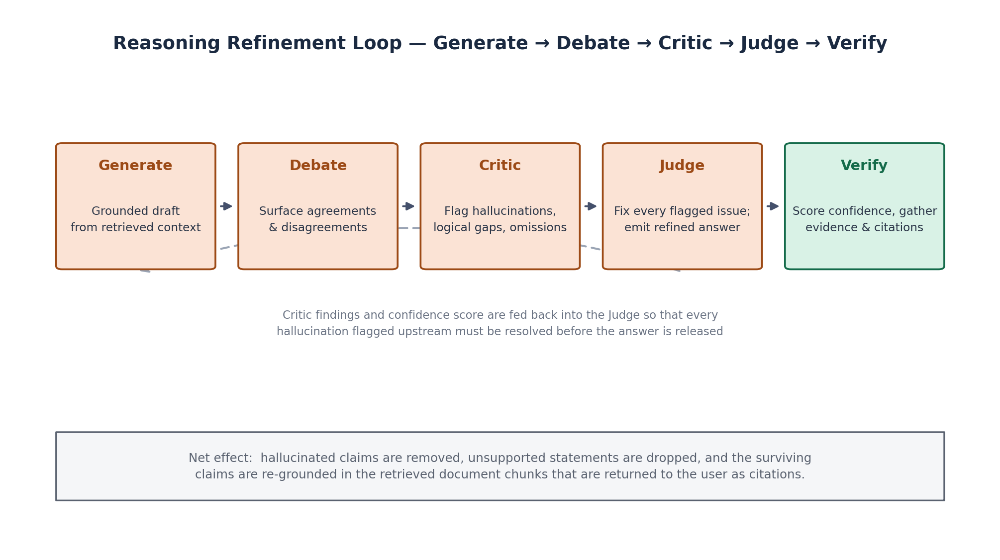 Reasoning Refinement Loop — Generate → Debate → Critic → Judge → Verify
Generate
Grounded draft
from retrieved context
Debate
Surface agreements
& disagreements
Critic
Flag hallucinations,
logical gaps, omissions
Judge
Fix every flagged issue;
emit refined answer
Verify
Score confidence, gather
evidence & citations
Critic findings and confidence score are fed back into the Judge so that every
hallucination flagged upstream must be resolved before the answer is released
Net effect:  hallucinated claims are removed, unsupported statements are dropped, and the surviving
claims are re-grounded in the retrieved document chunks that are returned to the user as citations.